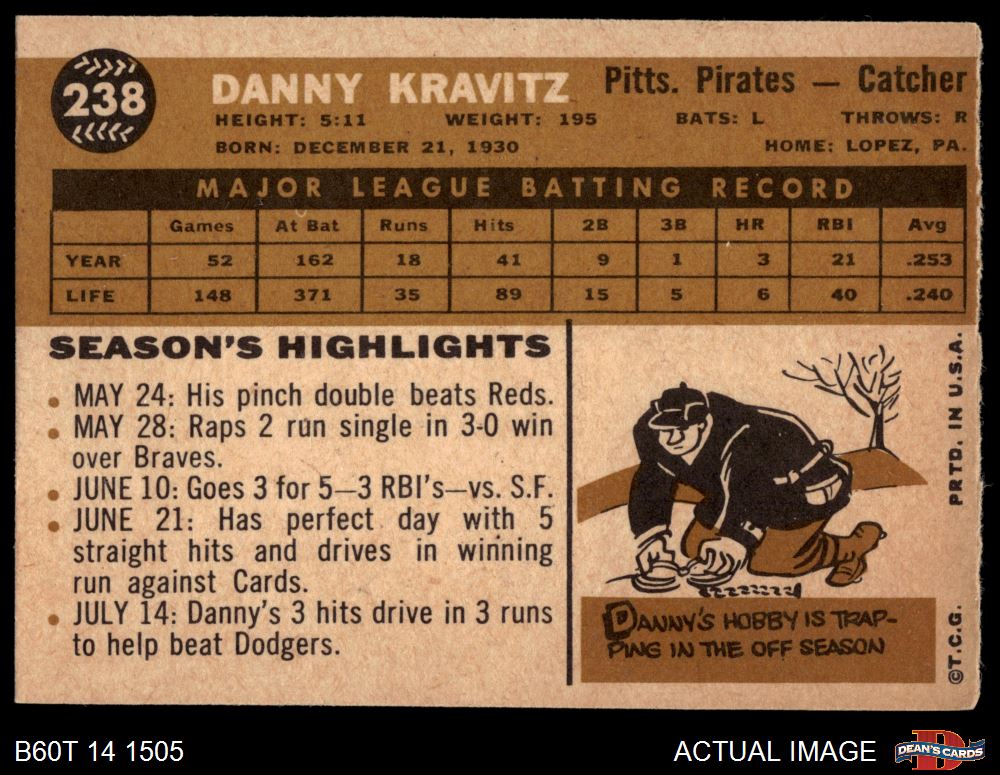 238
DANNY KRAVITZ Pitts. Pirates — Catcher
HEIGHT: 5:11 WEIGHT: 195 BATS: L THROWS: R
BORN: DECEMBER 21, 1930 HOME: LOPEZ, PA.
MAJOR LEAGUE BATTING RECORD
Games At Bat Runs Hits 2B 3B HR RBI Avg
YEAR 52 162 18 41 9 1 3 21 .253
LIFE 148 371 35 89 15 5 6 40 .240
SEASON'S HIGHLIGHTS
• MAY 24: His pinch double beats Reds.
• MAY 28: Raps 2 run single in 3-0 win
over Braves.
• JUNE 10: Goes 3 for 5—3 RBI's—vs. S.F.
• JUNE 21: Has perfect day with 5
straight hits and drives in winning
run against Cards.
• JULY 14: Danny's 3 hits drive in 3 runs
to help beat Dodgers.
DANNY'S HOBBY IS TRAP-
PING IN THE OFF SEASON
©T.C.G. PRTD. IN U.S.A.
B60T 14 1505 ACTUAL IMAGE
D
DEAN'S CARDS